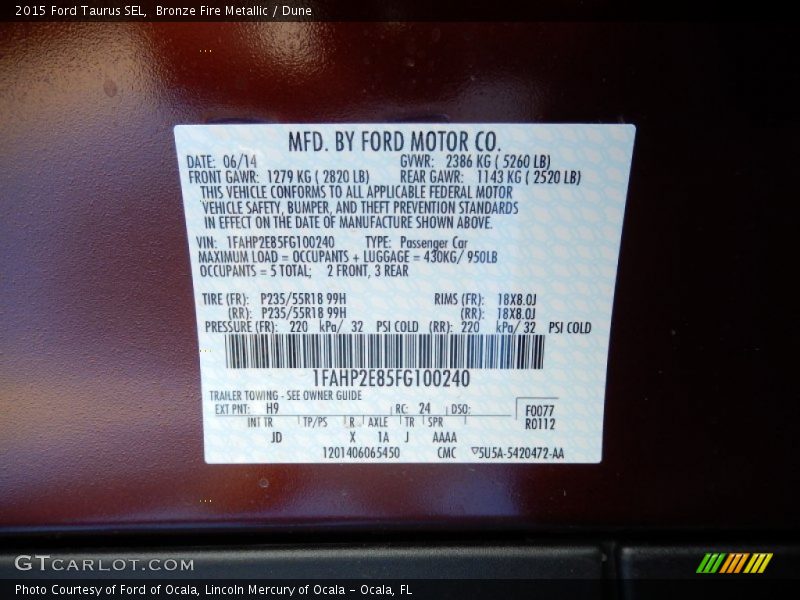 2015 Ford Taurus SEL, Bronze Fire Metallic / Dune
MFD. BY FORD MOTOR CO.
DATE: 06/14 GVWR: 2386 KG ( 5260 LB)
FRONT GAWR: 1279 KG ( 2820 LB) REAR GAWR: 1143 KG ( 2520 LB)
THIS VEHICLE CONFORMS TO ALL APPLICABLE FEDERAL MOTOR
VEHICLE SAFETY, BUMPER, AND THEFT PREVENTION STANDARDS
IN EFFECT ON THE DATE OF MANUFACTURE SHOWN ABOVE.
VIN: 1FAHP2E85FG100240 TYPE: Passenger Car
MAXIMUM LOAD = OCCUPANTS + LUGGAGE = 430KG/ 950LB
OCCUPANTS = 5 TOTAL; 2 FRONT, 3 REAR
TIRE (FR): P235/55R18 99H RIMS (FR): 18X8.0J
(RR): P235/55R18 99H (RR): 18X8.0J
PRESSURE (FR): 220 kPa/ 32 PSI COLD (RR): 220 kPa/ 32 PSI COLD
1FAHP2E85FG100240
TRAILER TOWING - SEE OWNER GUIDE
EXT PNT: H9 RC: 24 DSO: F0077
R0112
INT TR TP/PS R AXLE TR SPR
JD X 1A J AAAA
1201406065450 CMC ▽5U5A-5420472-AA
GTCARLOT.COM
Photo Courtesy of Ford of Ocala, Lincoln Mercury of Ocala - Ocala, FL